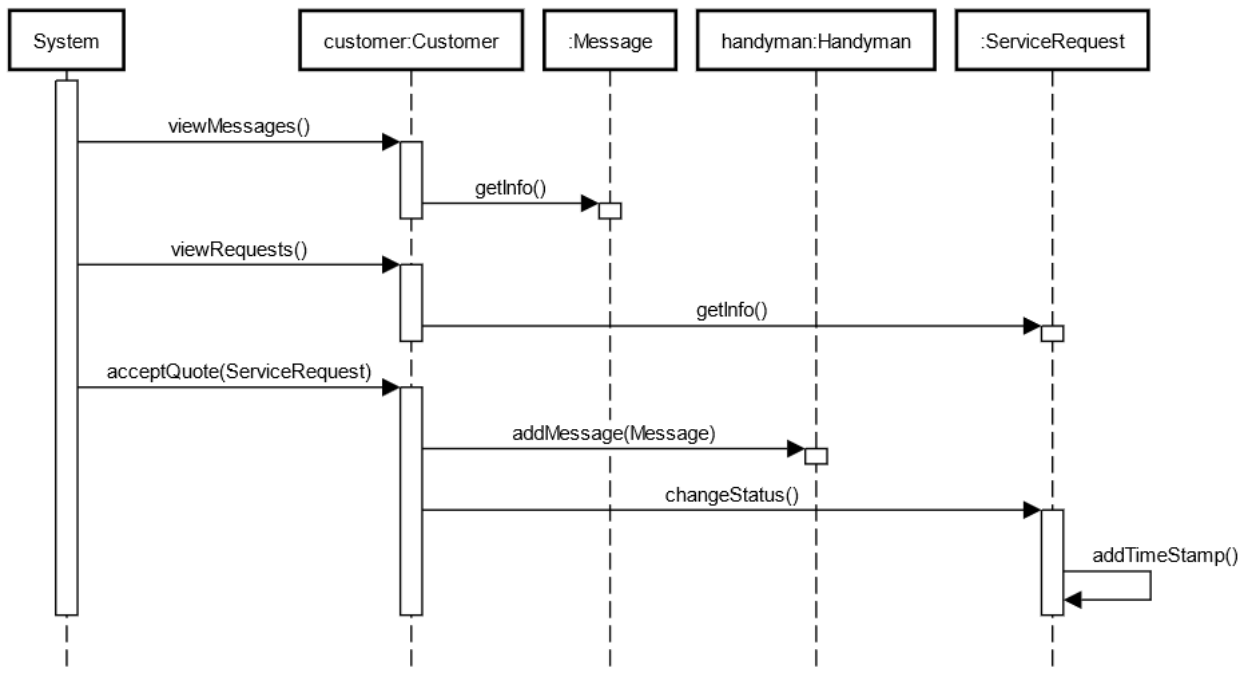 System
customer:Customer
:Message
handyman:Handyman
:ServiceRequest
viewMessages()
getInfo()
viewRequests()
getInfo()
acceptQuote(ServiceRequest)
addMessage(Message)
changeStatus()
addTimeStamp()